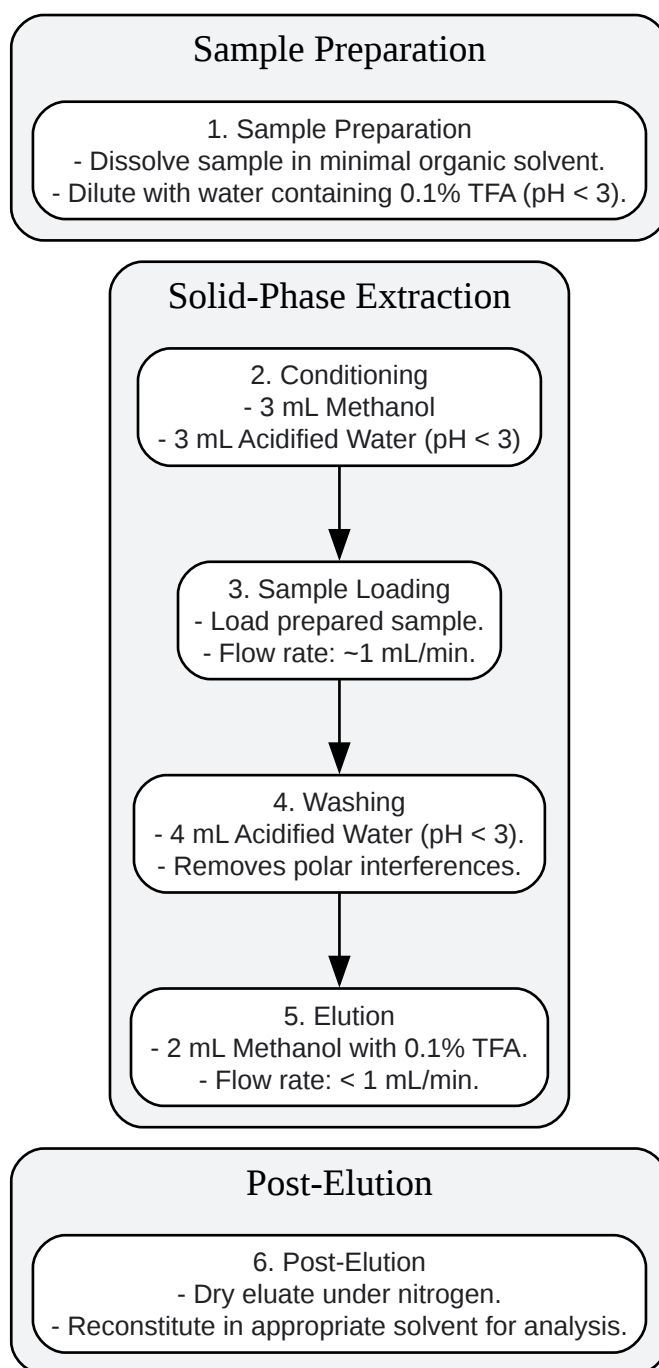 Sample Preparation
1. Sample Preparation
- Dissolve sample in minimal organic solvent.
- Dilute with water containing 0.1% TFA (pH < 3).
Solid-Phase Extraction
2. Conditioning
- 3 mL Methanol
- 3 mL Acidified Water (pH < 3)
3. Sample Loading
- Load prepared sample.
- Flow rate: ~1 mL/min.
4. Washing
- 4 mL Acidified Water (pH < 3).
- Removes polar interferences.
5. Elution
- 2 mL Methanol with 0.1% TFA.
- Flow rate: < 1 mL/min.
Post-Elution
6. Post-Elution
- Dry eluate under nitrogen.
- Reconstitute in appropriate solvent for analysis.